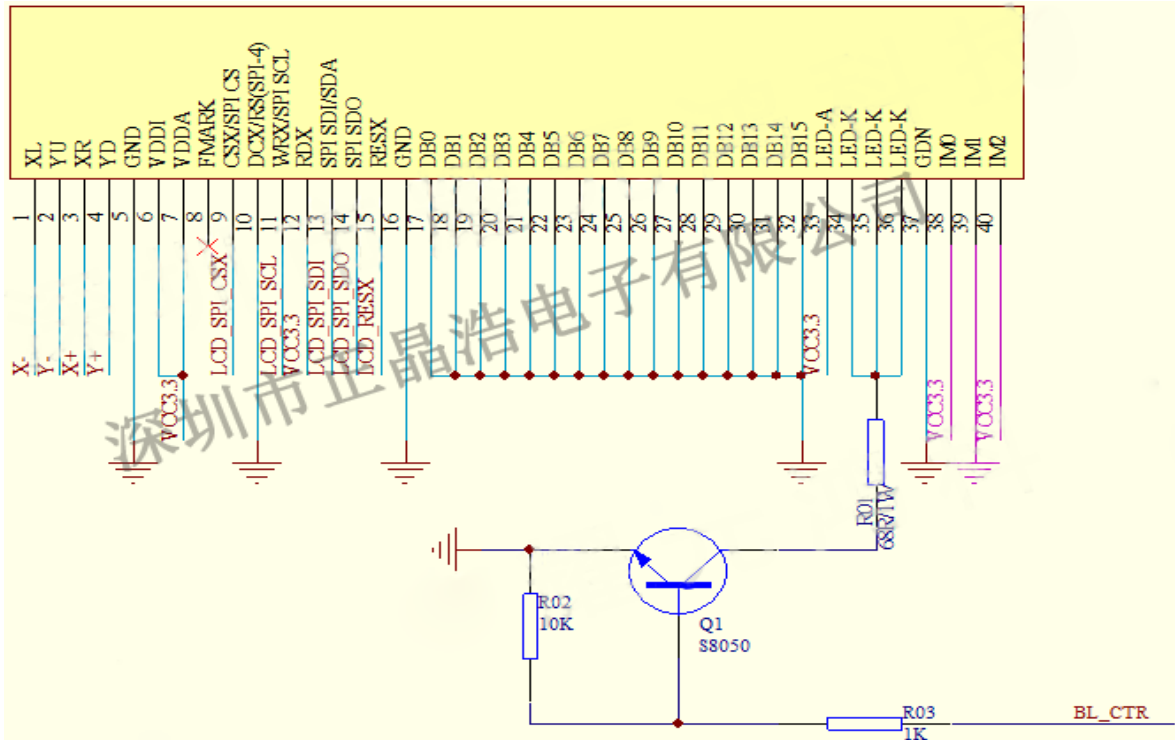 XL
YU
XR
YD
GND
VDDI
VDDA
FMARK
CSX/SPI CS
DCX/RS(SPI-4)
WRX/SPI SCL
RDX
SPI SDI/SDA
SPI SDO
RESX
GND
DB0
DB1
DB2
DB3
DB4
DB5
DB6
DB7
DB8
DB9
DB10
DB11
DB12
DB13
DB14
DB15
LED-A
LED-K
LED-K
LED-K
GDN
IM0
IM1
IM2
1
2
3
4
5
6
7
8
9
10
11
12
13
14
15
16
17
18
19
20
21
22
23
24
25
26
27
28
29
30
31
32
33
34
35
36
37
38
39
40
X-
Y-
X+
Y+
VCC3.3
LCD_SPI_CSX
LCD_SPI_SCL
VCC3.3
LCD_SPI_SDI
LCD_SPI_SDO
LCD_RESX
VCC3.3
VCC3.3
VCC3.3
深圳市正晶浩电子有限公司
R01
68R/1W
R02
10K
Q1
S8050
R03
1K
BL_CTR